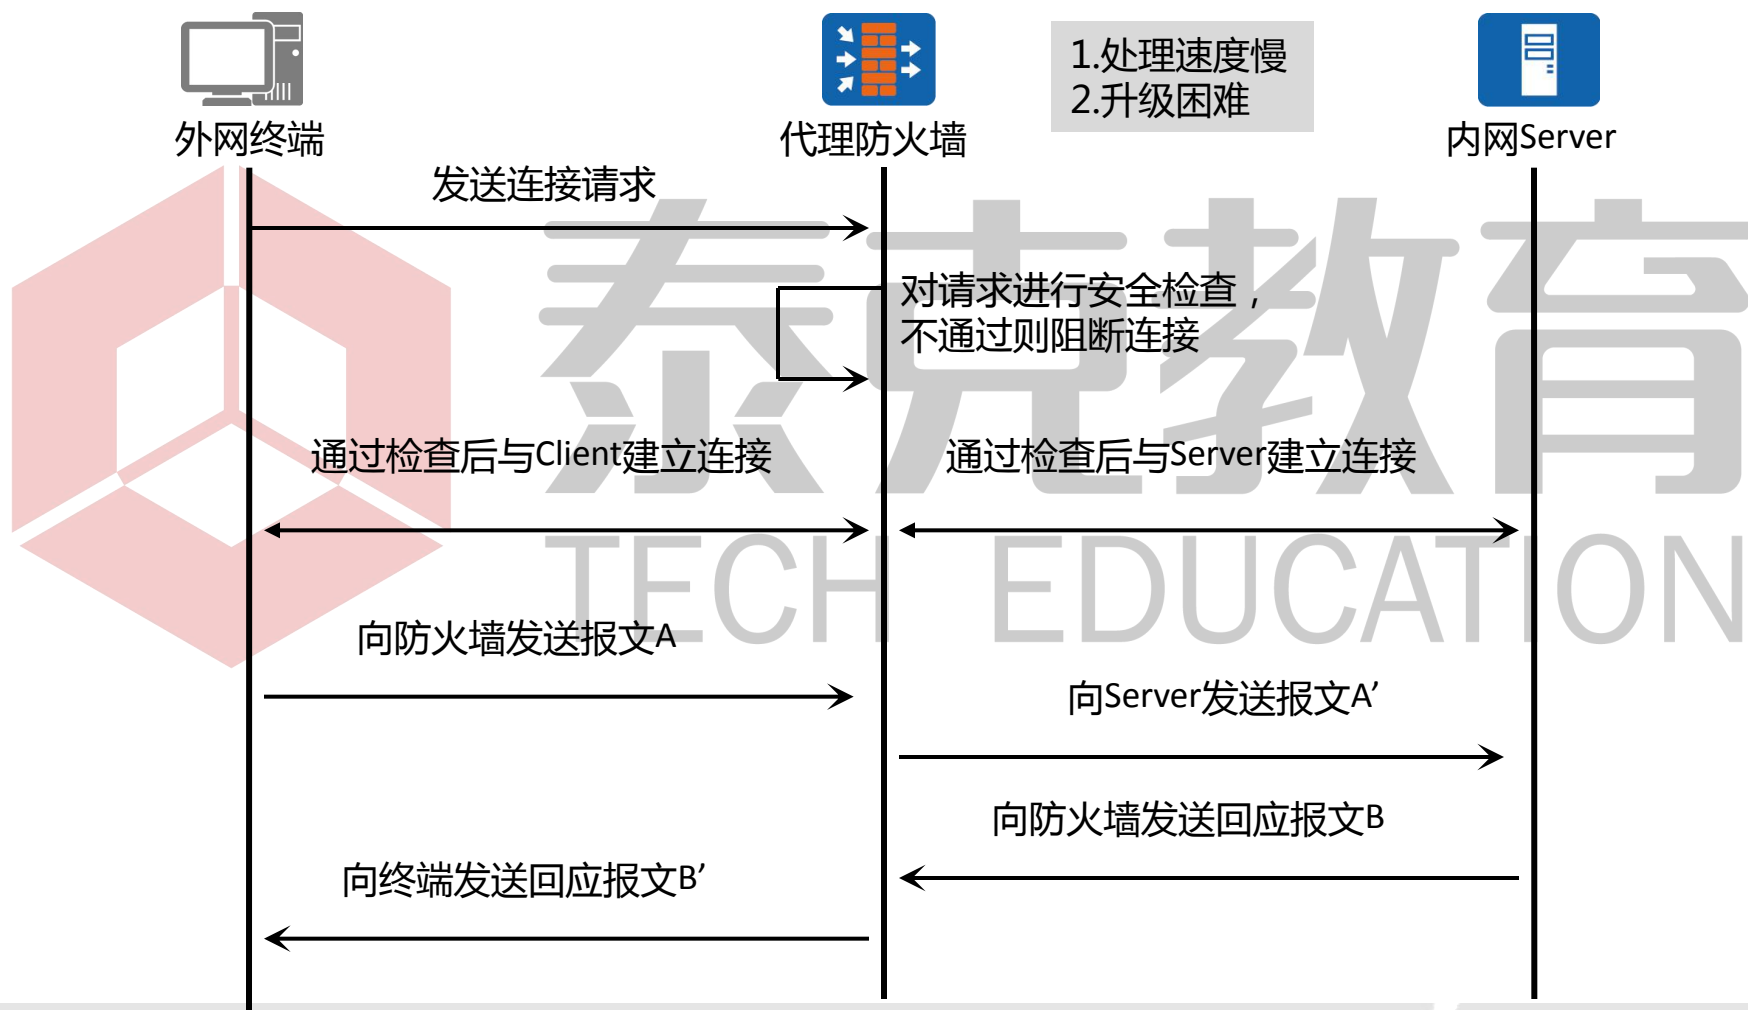 1.处理速度慢
2.升级困难
外网终端
代理防火墙
内网Server
发送连接请求
对请求进行安全检查，
不通过则阻断连接
通过检查后与Client建立连接
通过检查后与Server建立连接
向防火墙发送报文A
向Server发送报文A’
向防火墙发送回应报文B
向终端发送回应报文B’
泰克教育
TECH EDUCATION